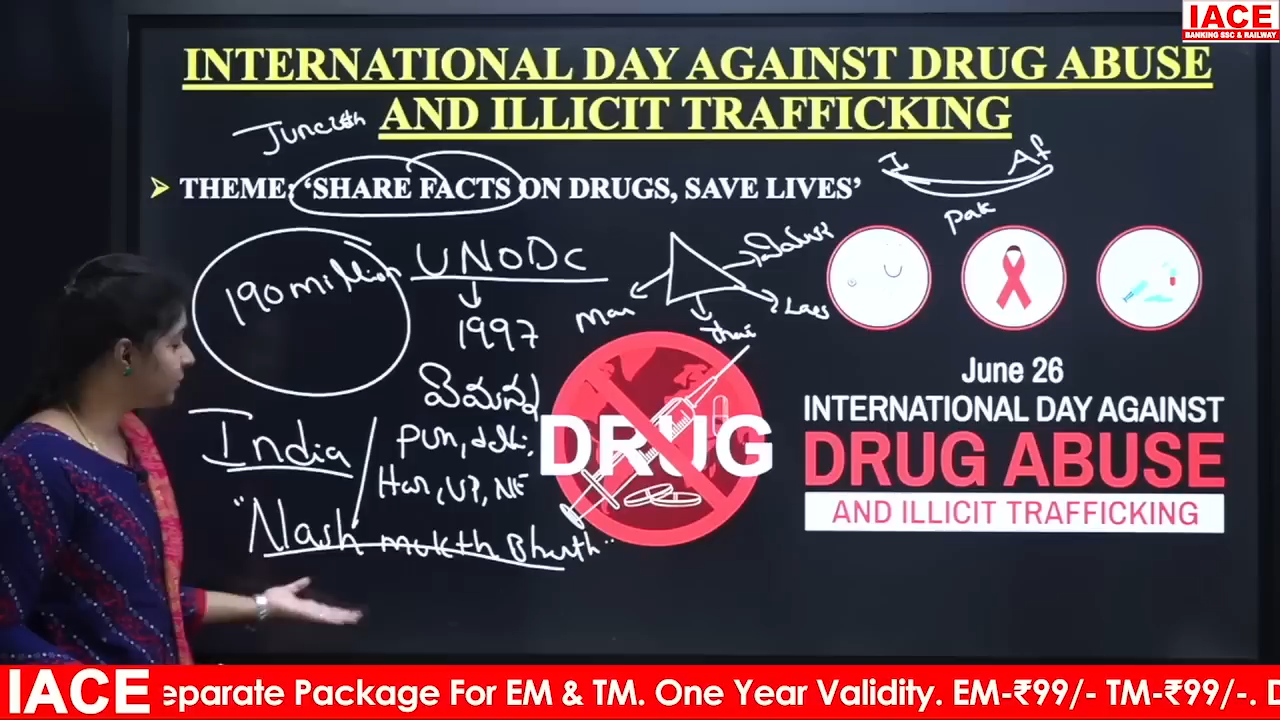 IACE
BANKING SSC & RAILWAY
INTERNATIONAL DAY AGAINST DRUG ABUSE
AND ILLICIT TRAFFICKING
➢ THEME: ‘SHARE FACTS ON DRUGS, SAVE LIVES’
I Af
Pak
190 million
UNODC
1997
Laos
Thai
India
Pun, delhi,
Har, UP, NE
"Nash mukth Bharth"
DRUG
June 26
INTERNATIONAL DAY AGAINST
DRUG ABUSE
AND ILLICIT TRAFFICKING
IACE eparate Package For EM & TM. One Year Validity. EM-₹99/- TM-₹99/-. D